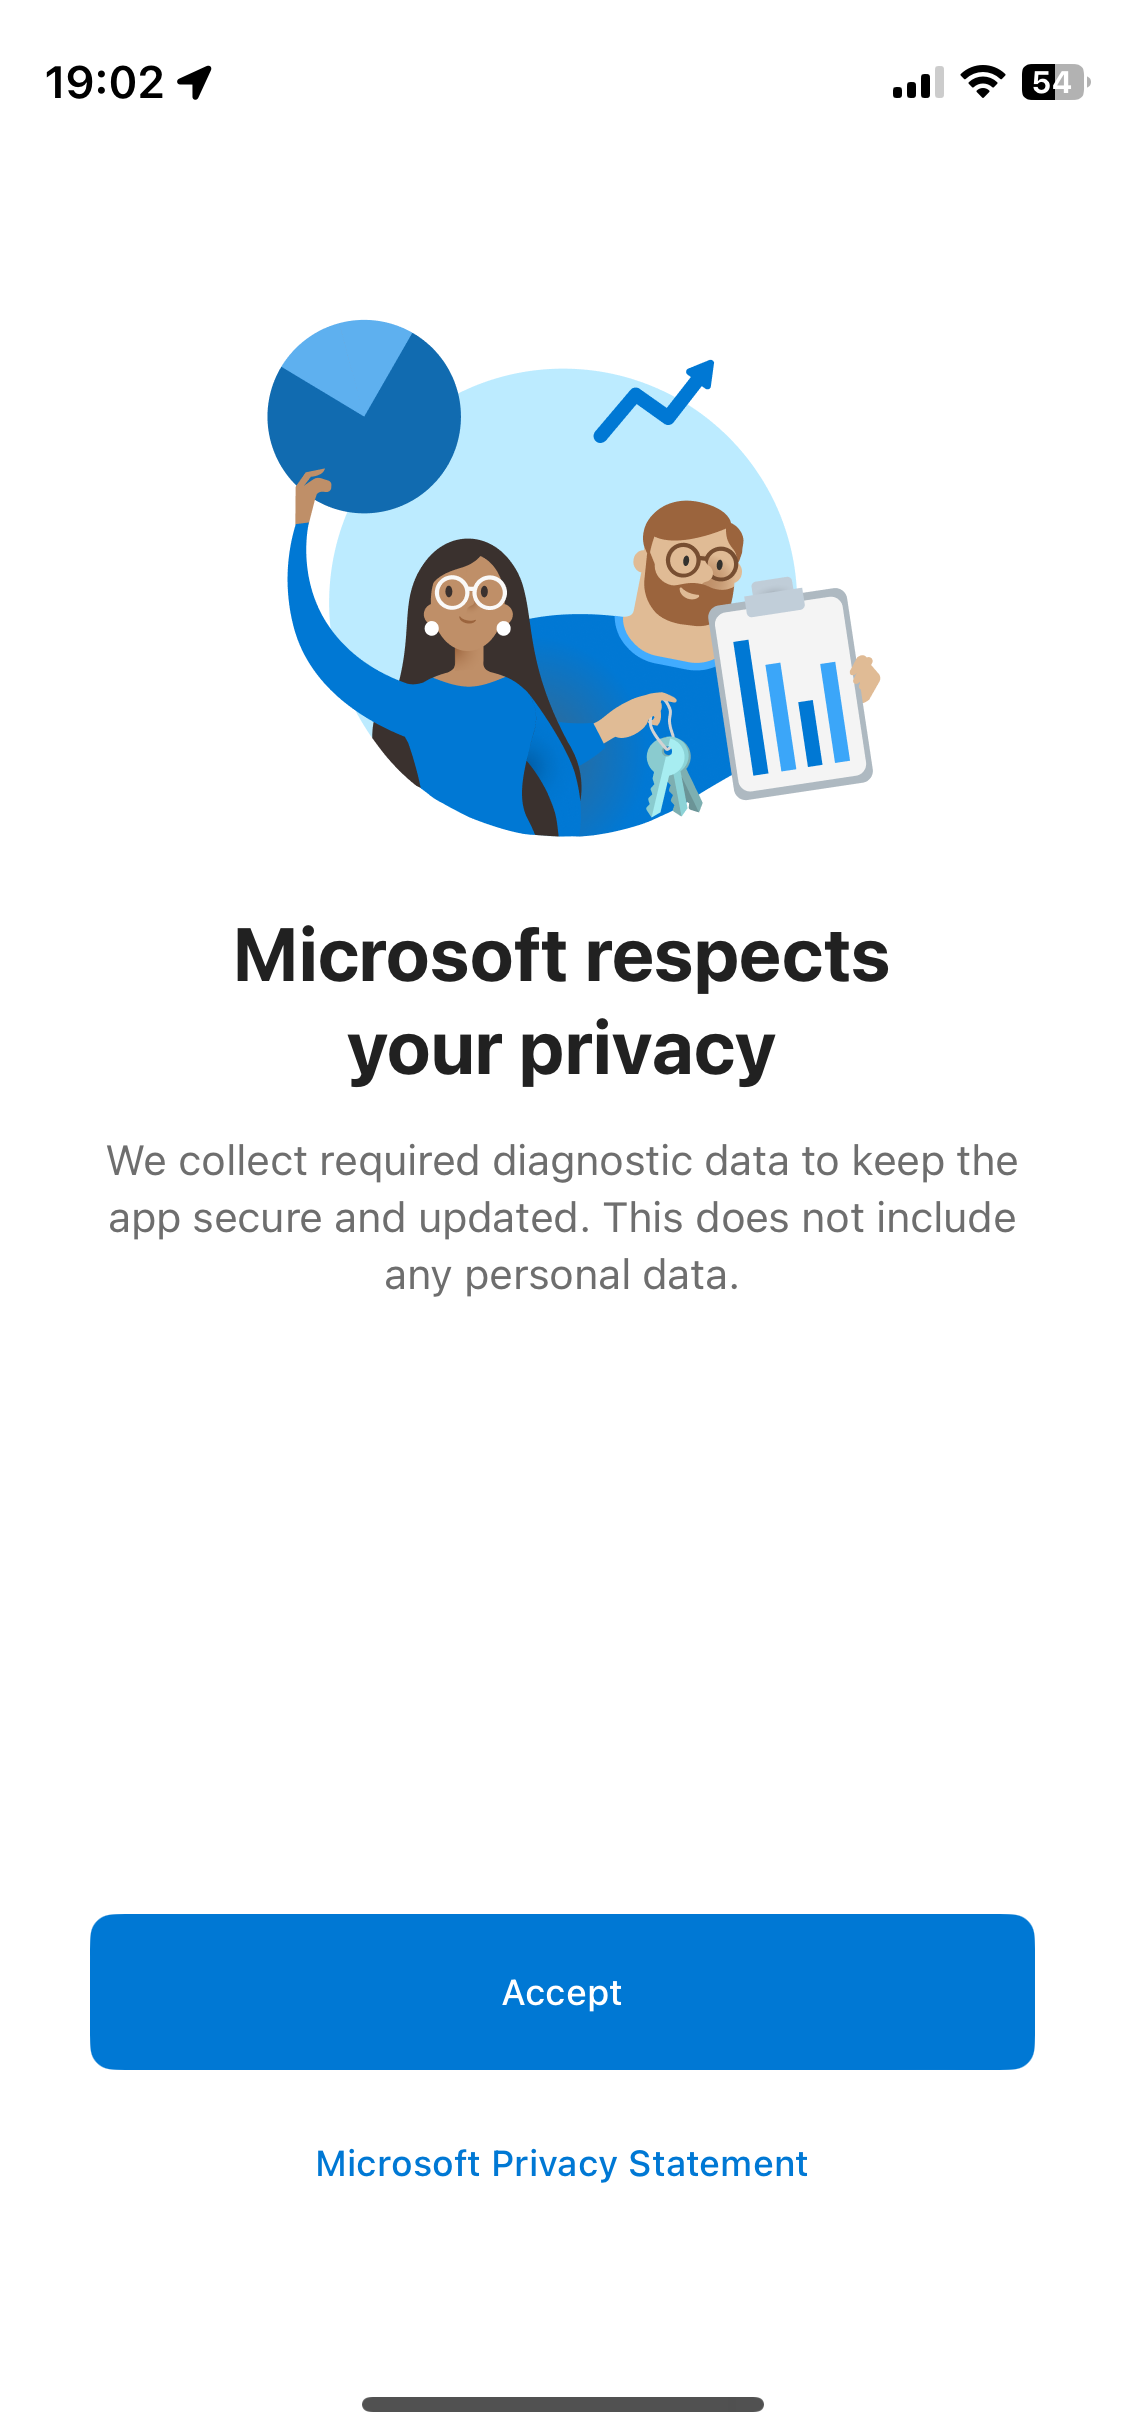 19:02
54
Microsoft respects
your privacy
We collect required diagnostic data to keep the
app secure and updated. This does not include
any personal data.
Accept
Microsoft Privacy Statement